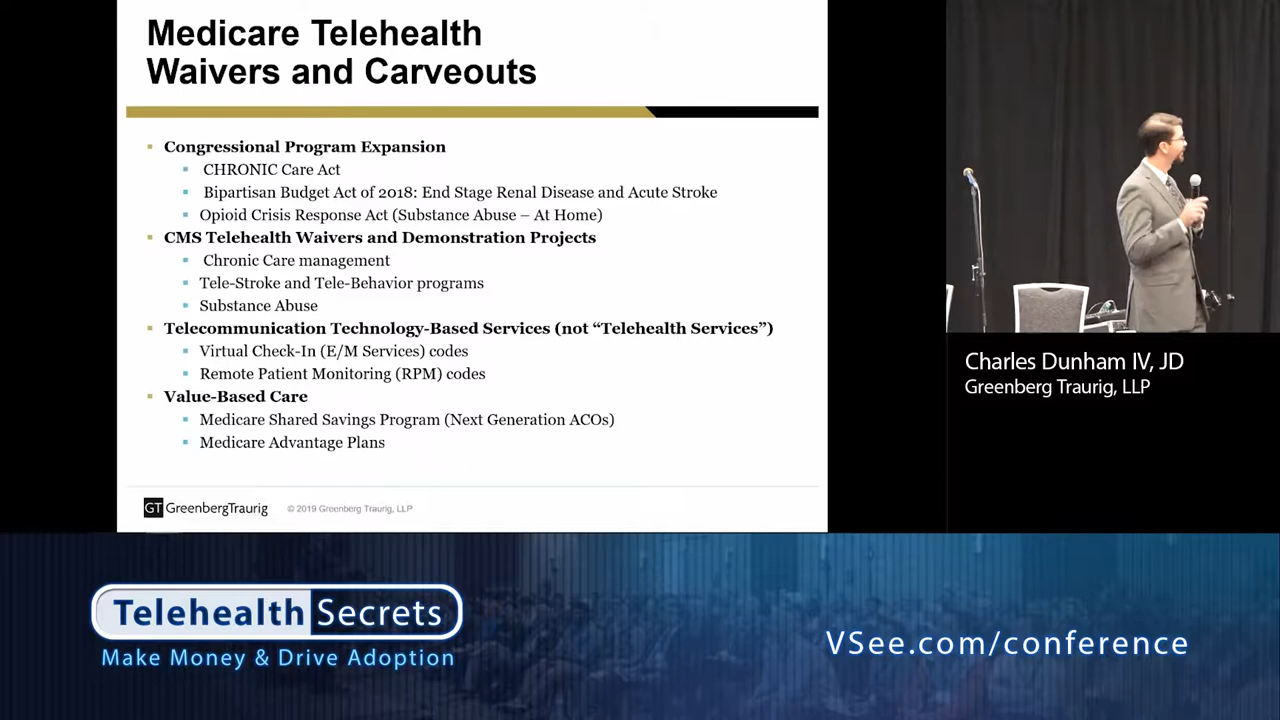 Medicare Telehealth
Waivers and Carveouts
Congressional Program Expansion
CHRONIC Care Act
Bipartisan Budget Act of 2018: End Stage Renal Disease and Acute Stroke
Opioid Crisis Response Act (Substance Abuse – At Home)
CMS Telehealth Waivers and Demonstration Projects
Chronic Care management
Tele-Stroke and Tele-Behavior programs
Substance Abuse
Telecommunication Technology-Based Services (not “Telehealth Services”)
Virtual Check-In (E/M Services) codes
Remote Patient Monitoring (RPM) codes
Value-Based Care
Medicare Shared Savings Program (Next Generation ACOs)
Medicare Advantage Plans
GT GreenbergTraurig
© 2019 Greenberg Traurig, LLP
Charles Dunham IV, JD
Greenberg Traurig, LLP
Telehealth Secrets
Make Money & Drive Adoption
VSee.com/conference